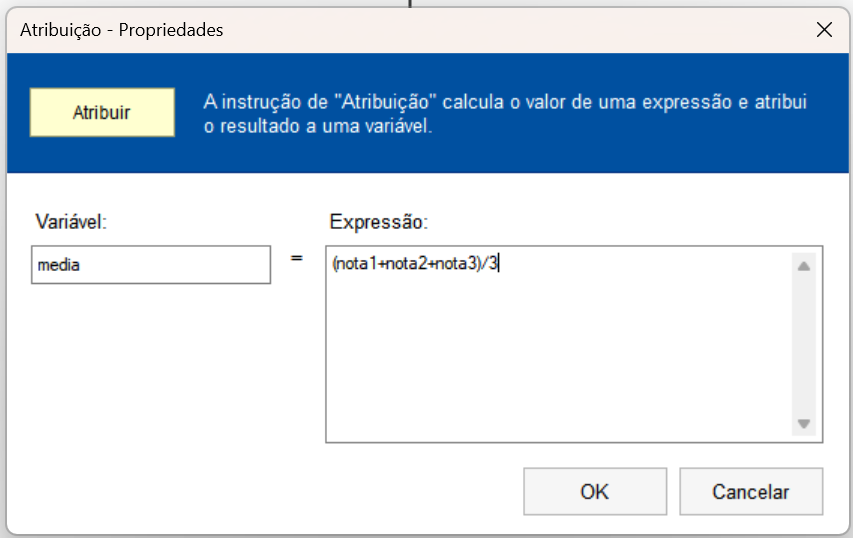 Atribuição - Propriedades
Atribuir
A instrução de "Atribuição" calcula o valor de uma expressão e atribui
o resultado a uma variável.
Variável:
Expressão:
media
=
(nota1+nota2+nota3)/3
OK
Cancelar